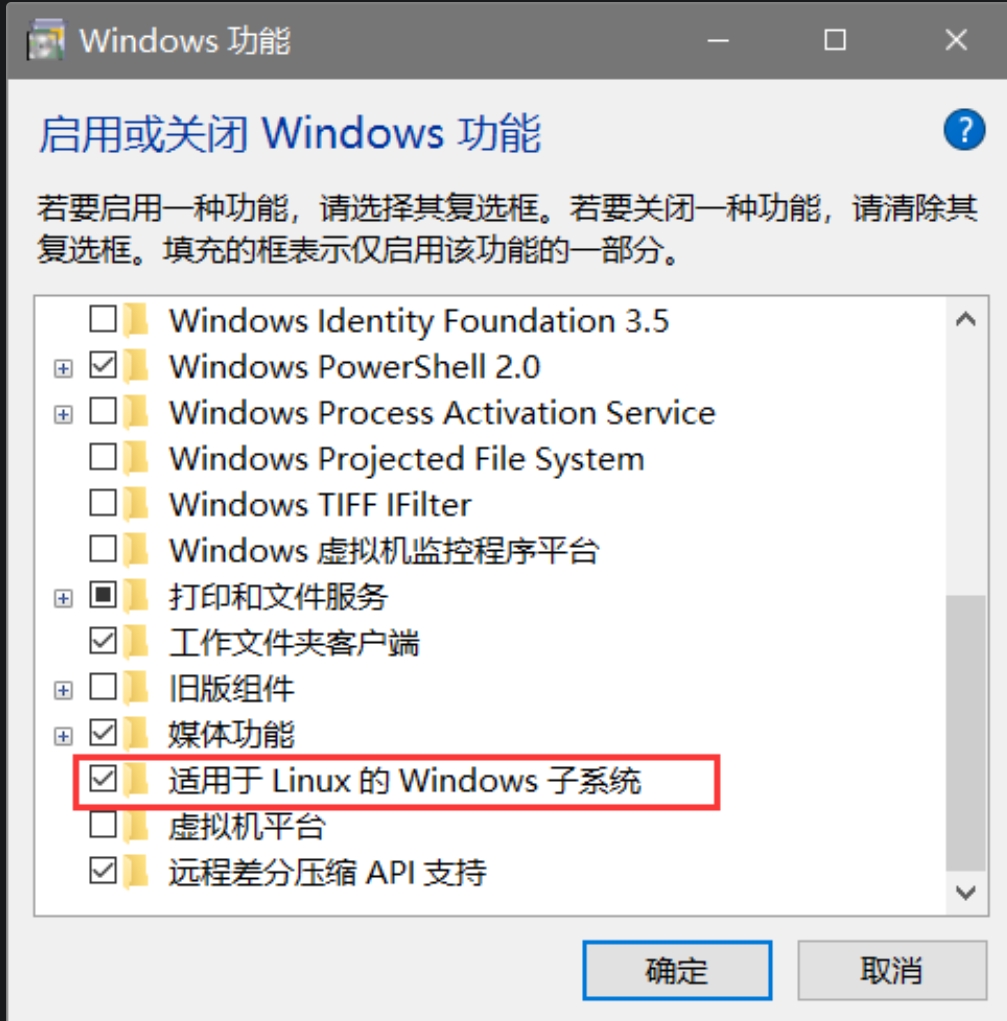 Windows 功能
启用或关闭 Windows 功能
?
若要启用一种功能，请选择其复选框。若要关闭一种功能，请清除其
复选框。填充的框表示仅启用该功能的一部分。
Windows Identity Foundation 3.5
Windows PowerShell 2.0
Windows Process Activation Service
Windows Projected File System
Windows TIFF IFilter
Windows 虚拟机监控程序平台
打印和文件服务
工作文件夹客户端
旧版组件
媒体功能
适用于 Linux 的 Windows 子系统
虚拟机平台
远程差分压缩 API 支持
确定
取消